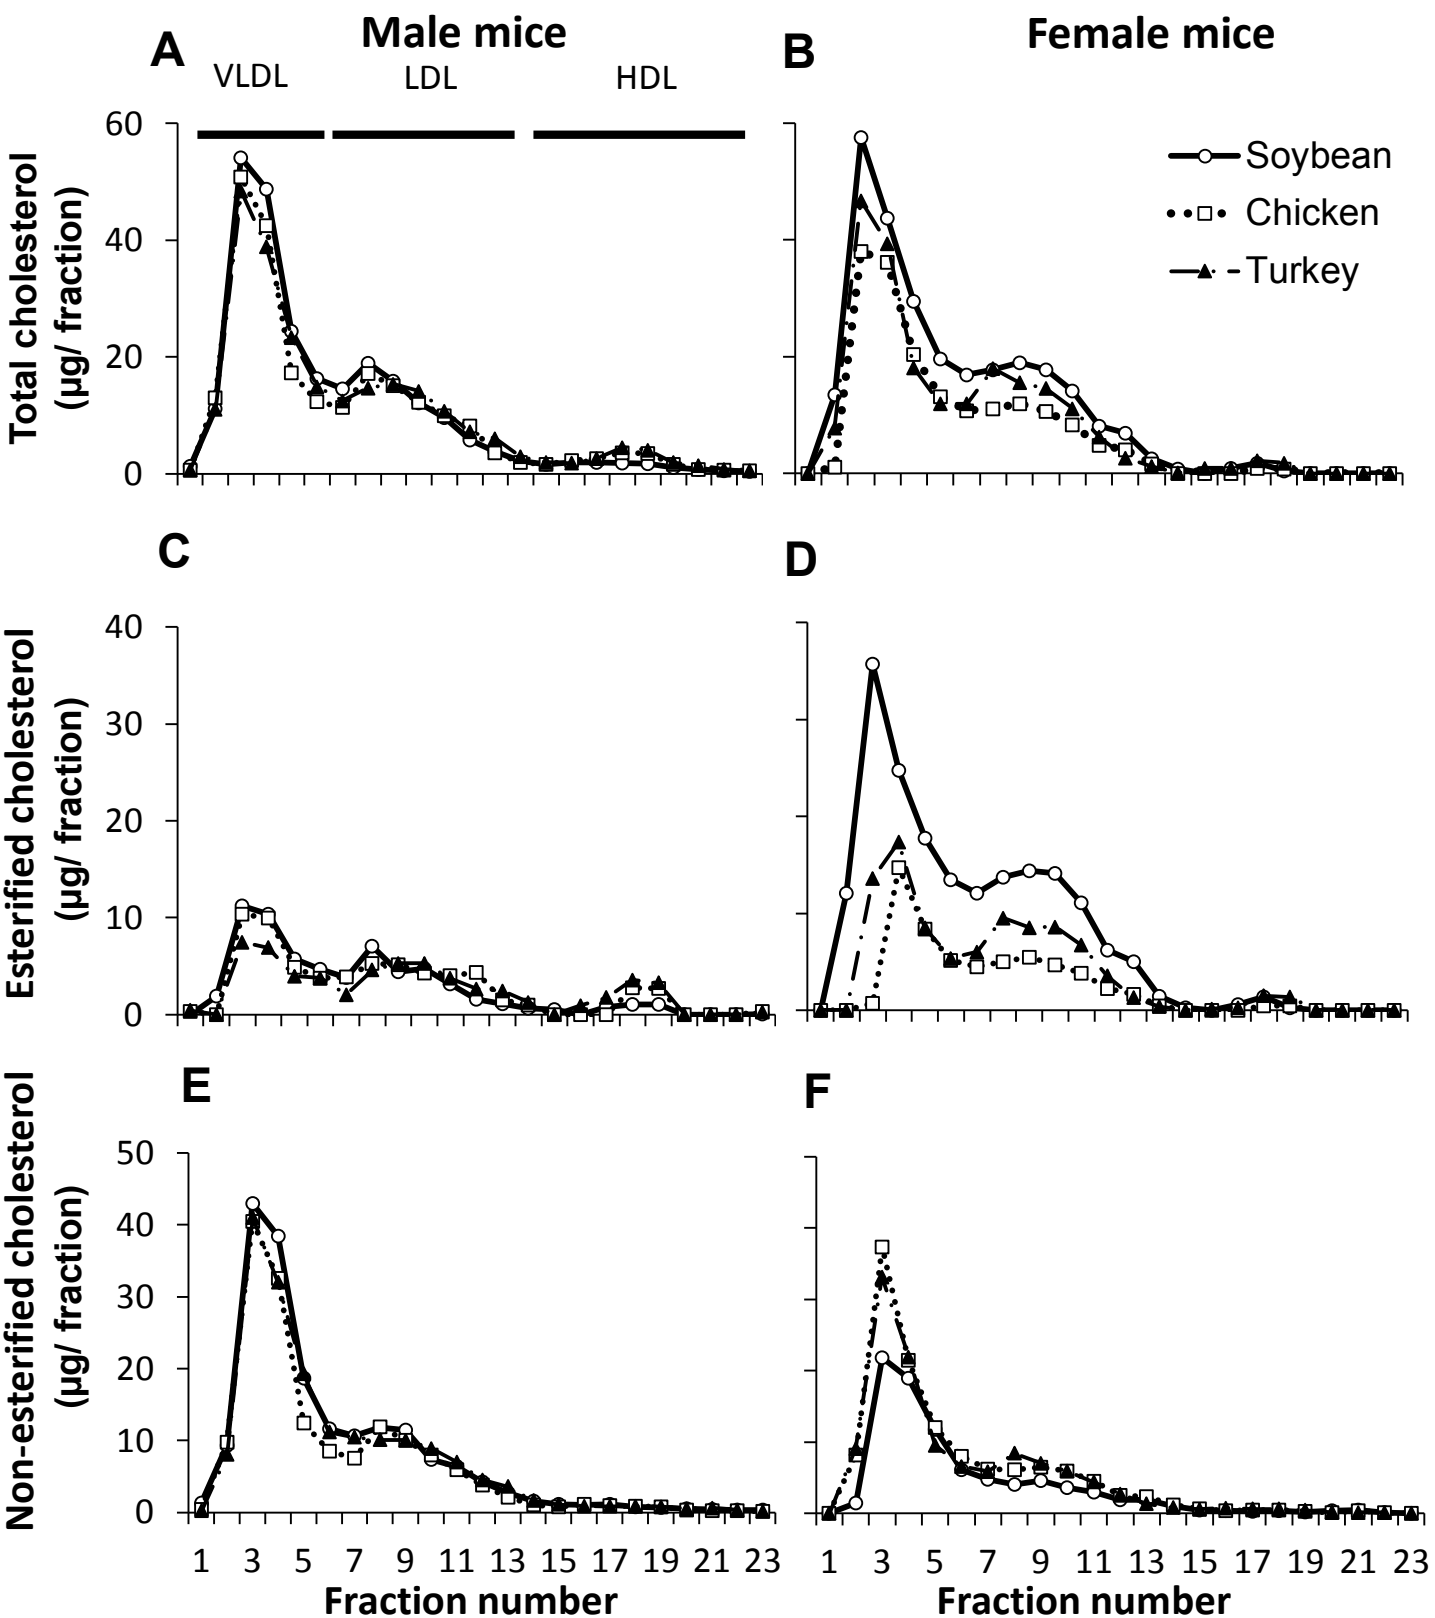 Male mice
Female mice
A
B
VLDL
LDL
HDL
Total cholesterol
(μg/ fraction)
60
40
20
0
Soybean
Chicken
Turkey
C
D
Esterified cholesterol
(μg/ fraction)
40
30
20
10
0
E
F
Non-esterified cholesterol
(μg/ fraction)
50
40
30
20
10
0
1 3 5 7 9 11 13 15 17 19 21 23
1 3 5 7 9 11 13 15 17 19 21 23
Fraction number
Fraction number